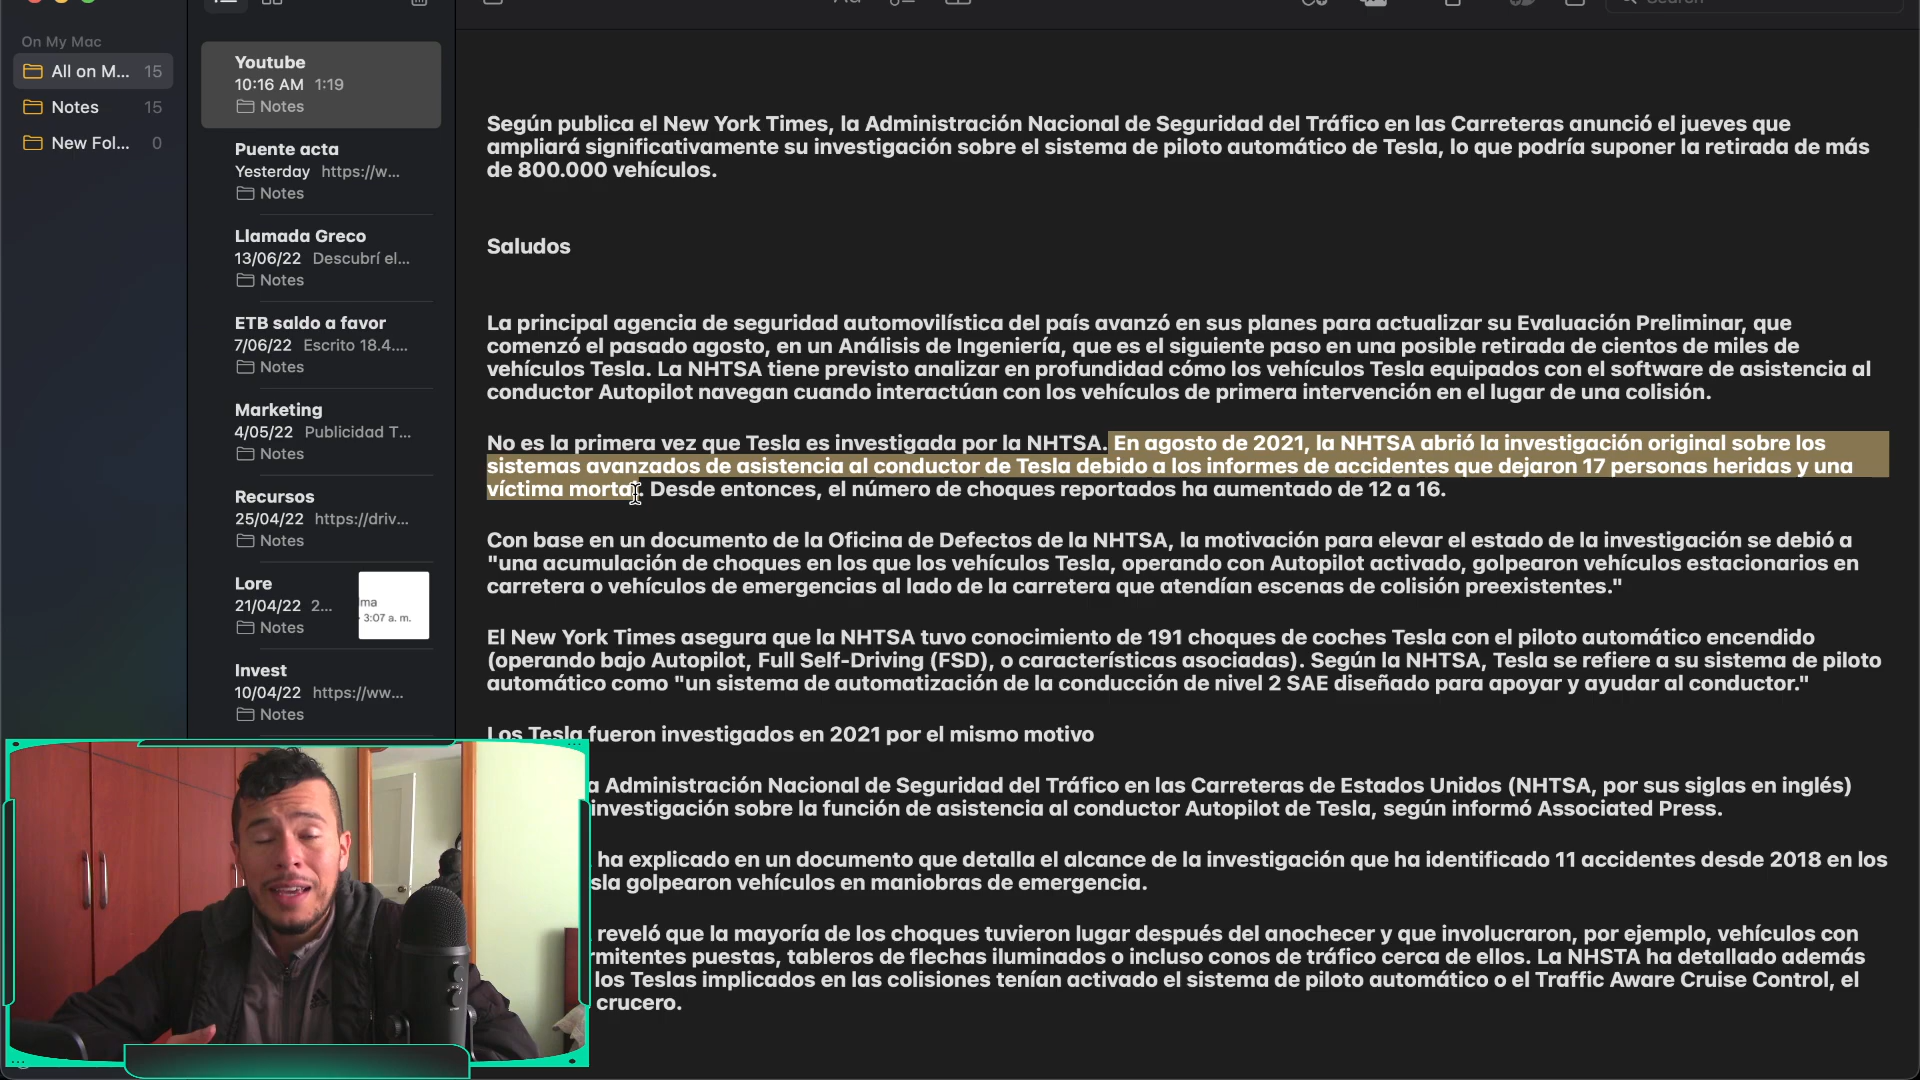 On My Mac
All on M... 15
Notes 15
New Fol... 0
Youtube
10:16 AM 1:19
Notes
Puente acta
Yesterday https://w...
Notes
Llamada Greco
13/06/22 Descubrí el...
Notes
ETB saldo a favor
7/06/22 Escrito 18.4....
Notes
Marketing
4/05/22 Publicidad T...
Notes
Recursos
25/04/22 https://driv...
Notes
Lore
21/04/22 2...
Notes
3:07 a. m.
Invest
10/04/22 https://ww...
Notes
Search
Según publica el New York Times, la Administración Nacional de Seguridad del Tráfico en las Carreteras anunció el jueves que
ampliará significativamente su investigación sobre el sistema de piloto automático de Tesla, lo que podría suponer la retirada de más
de 800.000 vehículos.
Saludos
La principal agencia de seguridad automovilística del país avanzó en sus planes para actualizar su Evaluación Preliminar, que
comenzó el pasado agosto, en un Análisis de Ingeniería, que es el siguiente paso en una posible retirada de cientos de miles de
vehículos Tesla. La NHTSA tiene previsto analizar en profundidad cómo los vehículos Tesla equipados con el software de asistencia al
conductor Autopilot navegan cuando interactúan con los vehículos de primera intervención en el lugar de una colisión.
No es la primera vez que Tesla es investigada por la NHTSA. En agosto de 2021, la NHTSA abrió la investigación original sobre los
sistemas avanzados de asistencia al conductor de Tesla debido a los informes de accidentes que dejaron 17 personas heridas y una
víctima mortal. Desde entonces, el número de choques reportados ha aumentado de 12 a 16.
Con base en un documento de la Oficina de Defectos de la NHTSA, la motivación para elevar el estado de la investigación se debió a
"una acumulación de choques en los que los vehículos Tesla, operando con Autopilot activado, golpearon vehículos estacionarios en
carretera o vehículos de emergencias al lado de la carretera que atendían escenas de colisión preexistentes."
El New York Times asegura que la NHTSA tuvo conocimiento de 191 choques de coches Tesla con el piloto automático encendido
(operando bajo Autopilot, Full Self-Driving (FSD), o características asociadas). Según la NHTSA, Tesla se refiere a su sistema de piloto
automático como "un sistema de automatización de la conducción de nivel 2 SAE diseñado para apoyar y ayudar al conductor."
Los Tesla fueron investigados en 2021 por el mismo motivo
a Administración Nacional de Seguridad del Tráfico en las Carreteras de Estados Unidos (NHTSA, por sus siglas en inglés)
investigación sobre la función de asistencia al conductor Autopilot de Tesla, según informó Associated Press.
ha explicado en un documento que detalla el alcance de la investigación que ha identificado 11 accidentes desde 2018 en los
sla golpearon vehículos en maniobras de emergencia.
reveló que la mayoría de los choques tuvieron lugar después del anochecer y que involucraron, por ejemplo, vehículos con
rmitentes puestas, tableros de flechas iluminados o incluso conos de tráfico cerca de ellos. La NHSTA ha detallado además
los Teslas implicados en las colisiones tenían activado el sistema de piloto automático o el Traffic Aware Cruise Control, el
crucero.